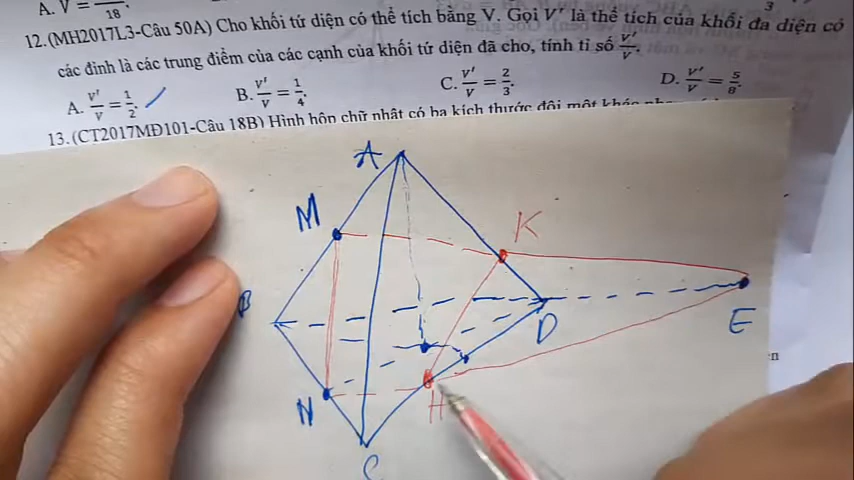 A. V = 18.
12.(MH2017L3-Câu 50A) Cho khối tứ diện có thể tích bằng V. Gọi V' là thể tích của khối đa diện có
các đỉnh là các trung điểm của các cạnh của khối tứ diện đã cho, tính tỉ số V'/V.
A. V'/V = 1/2. B. V'/V = 1/4. C. V'/V = 2/3. D. V'/V = 5/8.
13.(CT2017MĐ101-Câu 18B) Hình hộp chữ nhật có ba kích thước đôi một khác
A
M
K
B
D
E
N
H
C